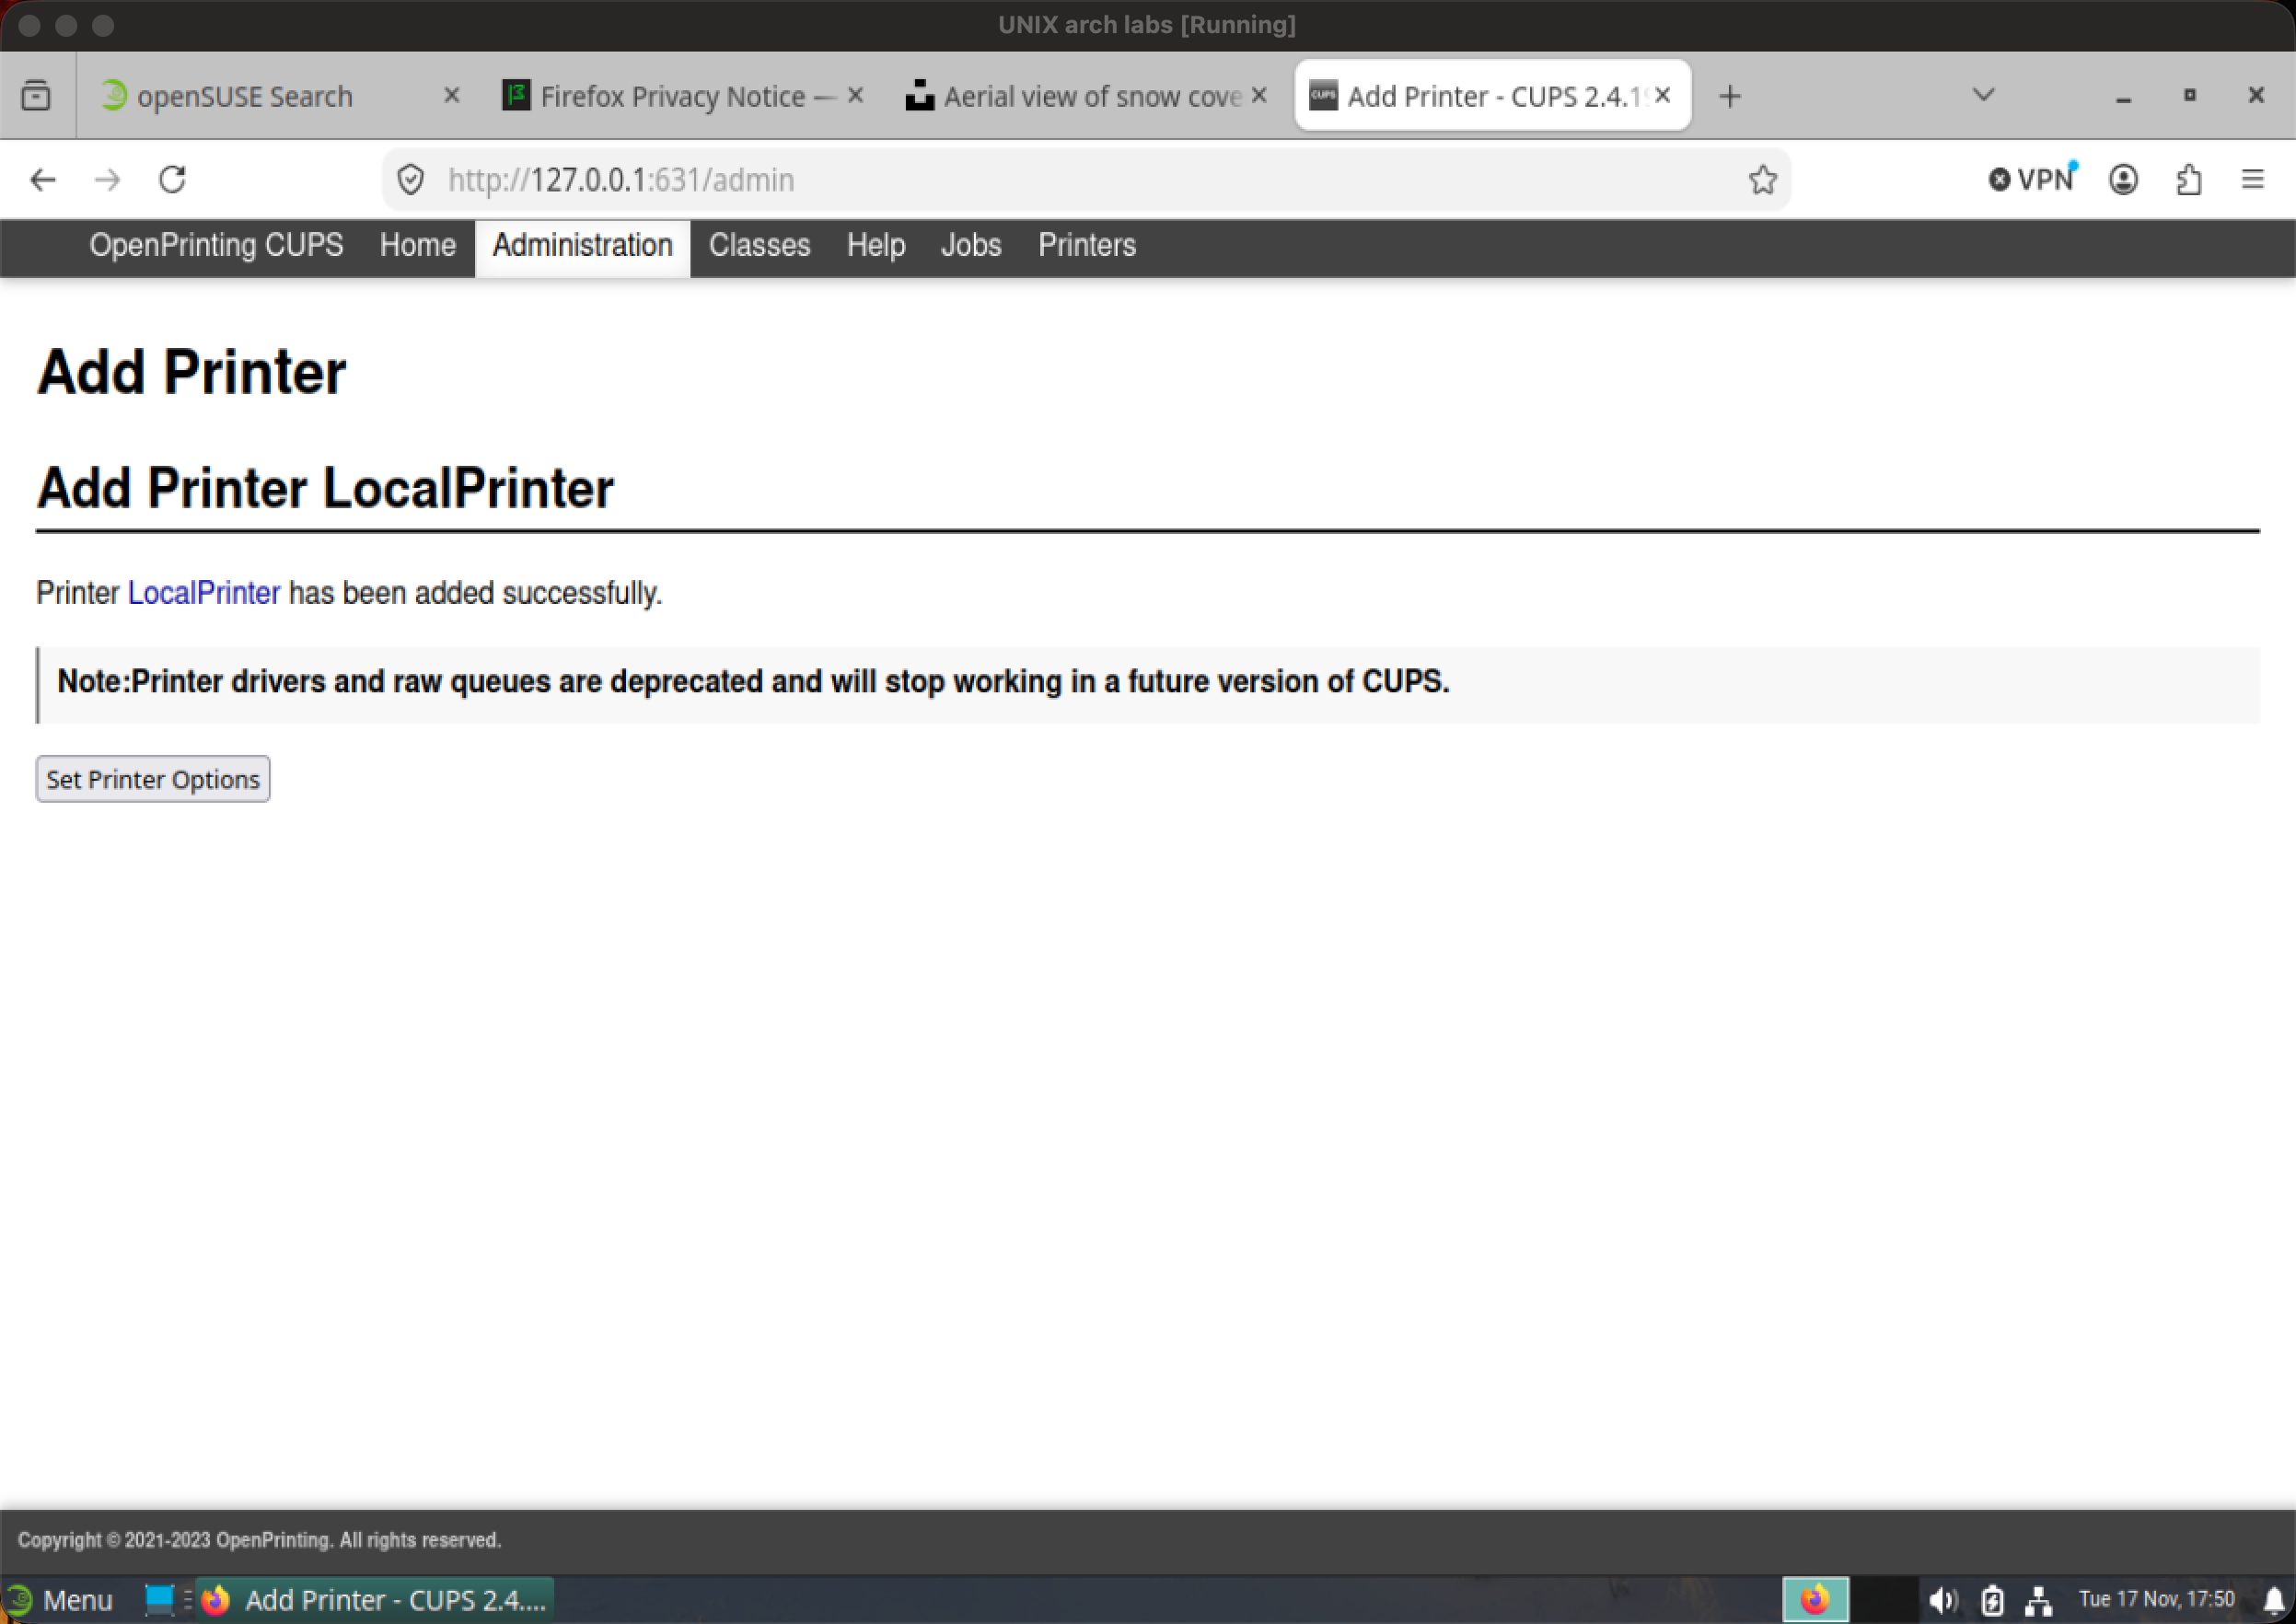 UNIX arch labs [Running]
openSUSE Search
Firefox Privacy Notice —
Aerial view of snow cove
CUPS
Add Printer - CUPS 2.4.1
http://127.0.0.1:631/admin
VPN
OpenPrinting CUPS Home Administration Classes Help Jobs Printers
Add Printer
Add Printer LocalPrinter
Printer LocalPrinter has been added successfully.
Note:Printer drivers and raw queues are deprecated and will stop working in a future version of CUPS.
Set Printer Options
Copyright © 2021-2023 OpenPrinting. All rights reserved.
Menu
Add Printer - CUPS 2.4....
Tue 17 Nov, 17:50